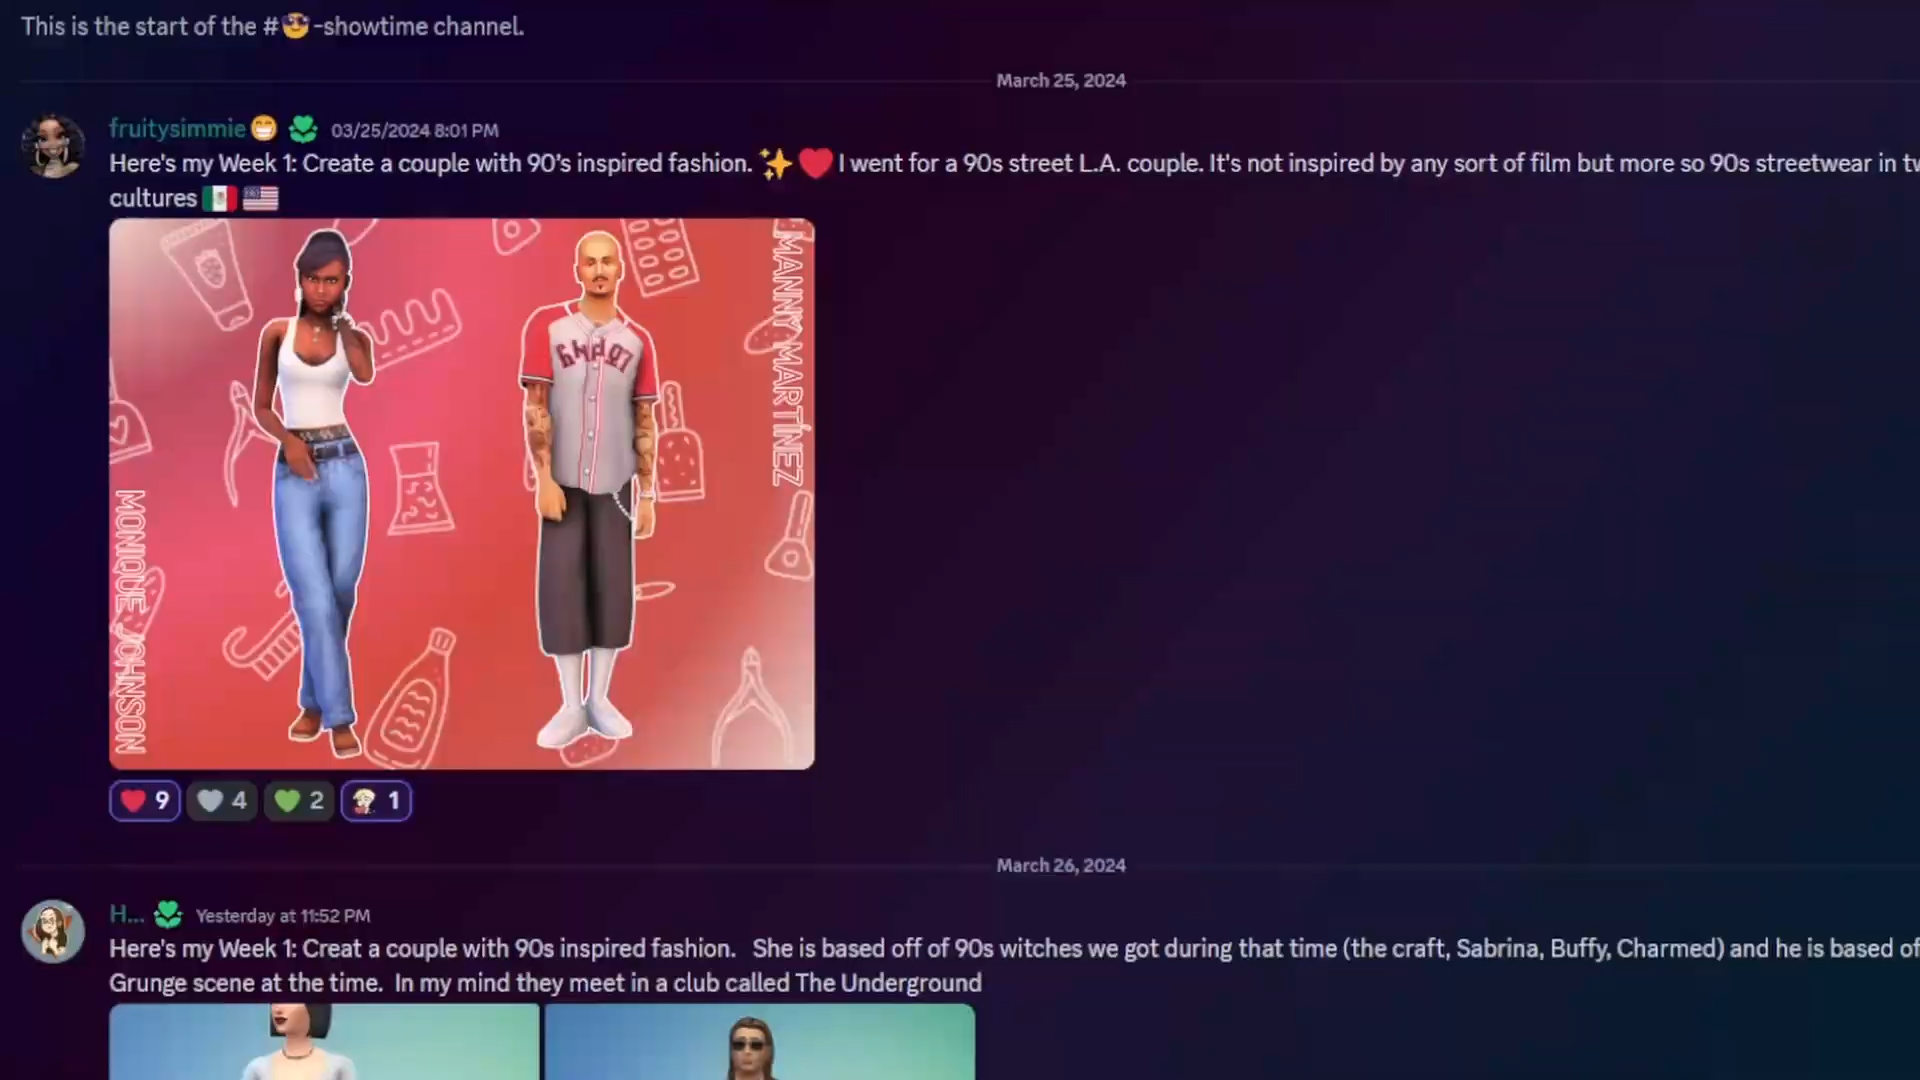 This is the start of the #😎-showtime channel.
March 25, 2024
fruitysimmie😁 03/25/2024 8:01 PM
Here's my Week 1: Create a couple with 90's inspired fashion. ✨❤️ I went for a 90s street L.A. couple. It's not inspired by any sort of film but more so 90s streetwear in tw
cultures 🇲🇽 🇺🇸
MANNY MARTÍNEZ
MONIQUE JOHNSON
9 4 2 1
March 26, 2024
H... Yesterday at 11:52 PM
Here's my Week 1: Creat a couple with 90s inspired fashion. She is based off of 90s witches we got during that time (the craft, Sabrina, Buffy, Charmed) and he is based of
Grunge scene at the time. In my mind they meet in a club called The Underground